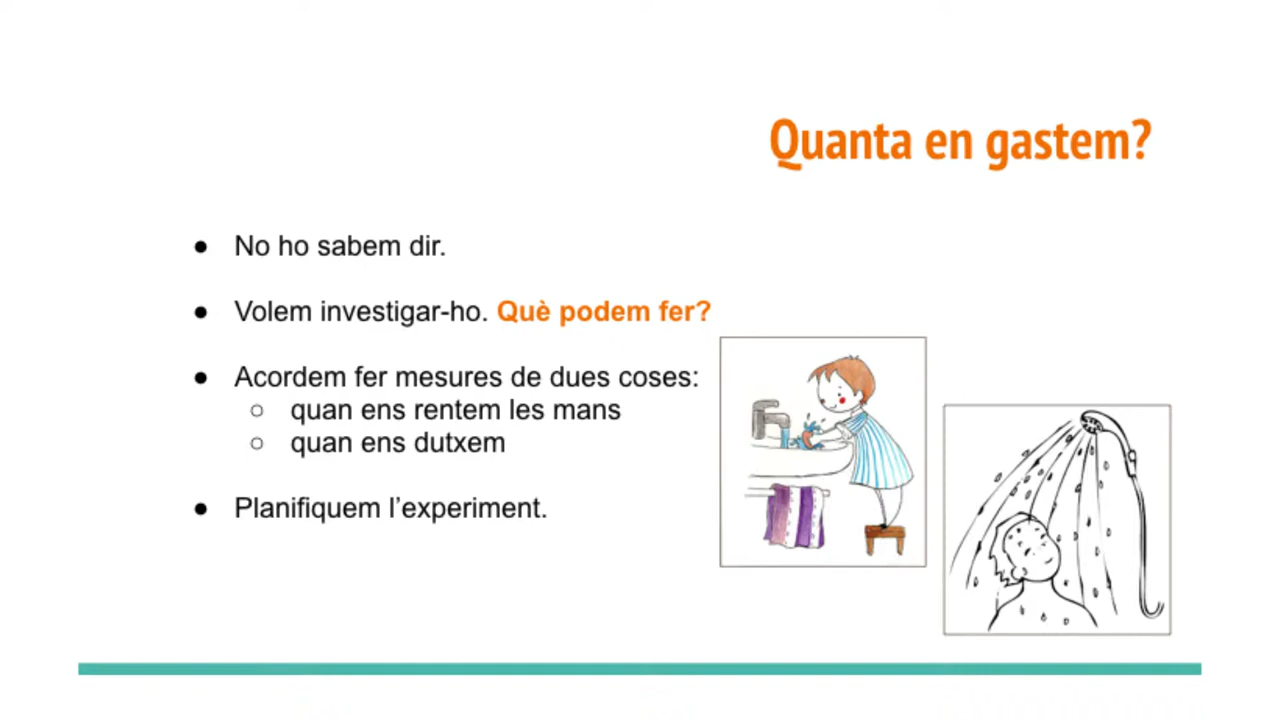 Quanta en gastem?
● No ho sabem dir.
● Volem investigar-ho. Què podem fer?
● Acordem fer mesures de dues coses:
○ quan ens rentem les mans
○ quan ens dutxem
● Planifiquem l’experiment.